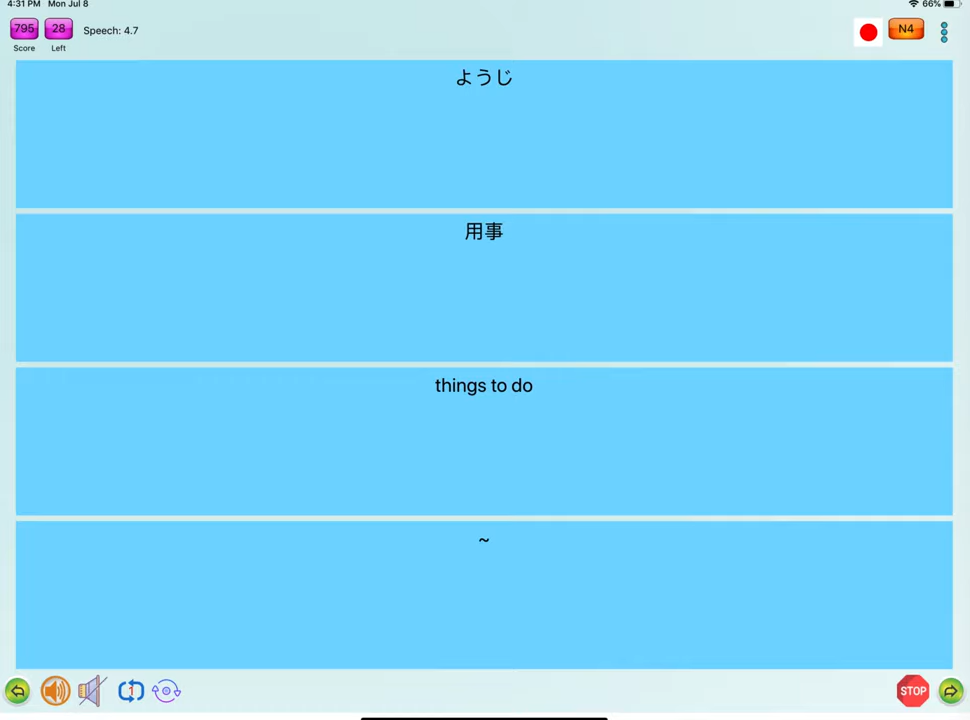 4:31 PM Mon Jul 8
66%
795
28
Speech: 4.7
N4
Score
Left
ようじ
用事
things to do
~
1
STOP